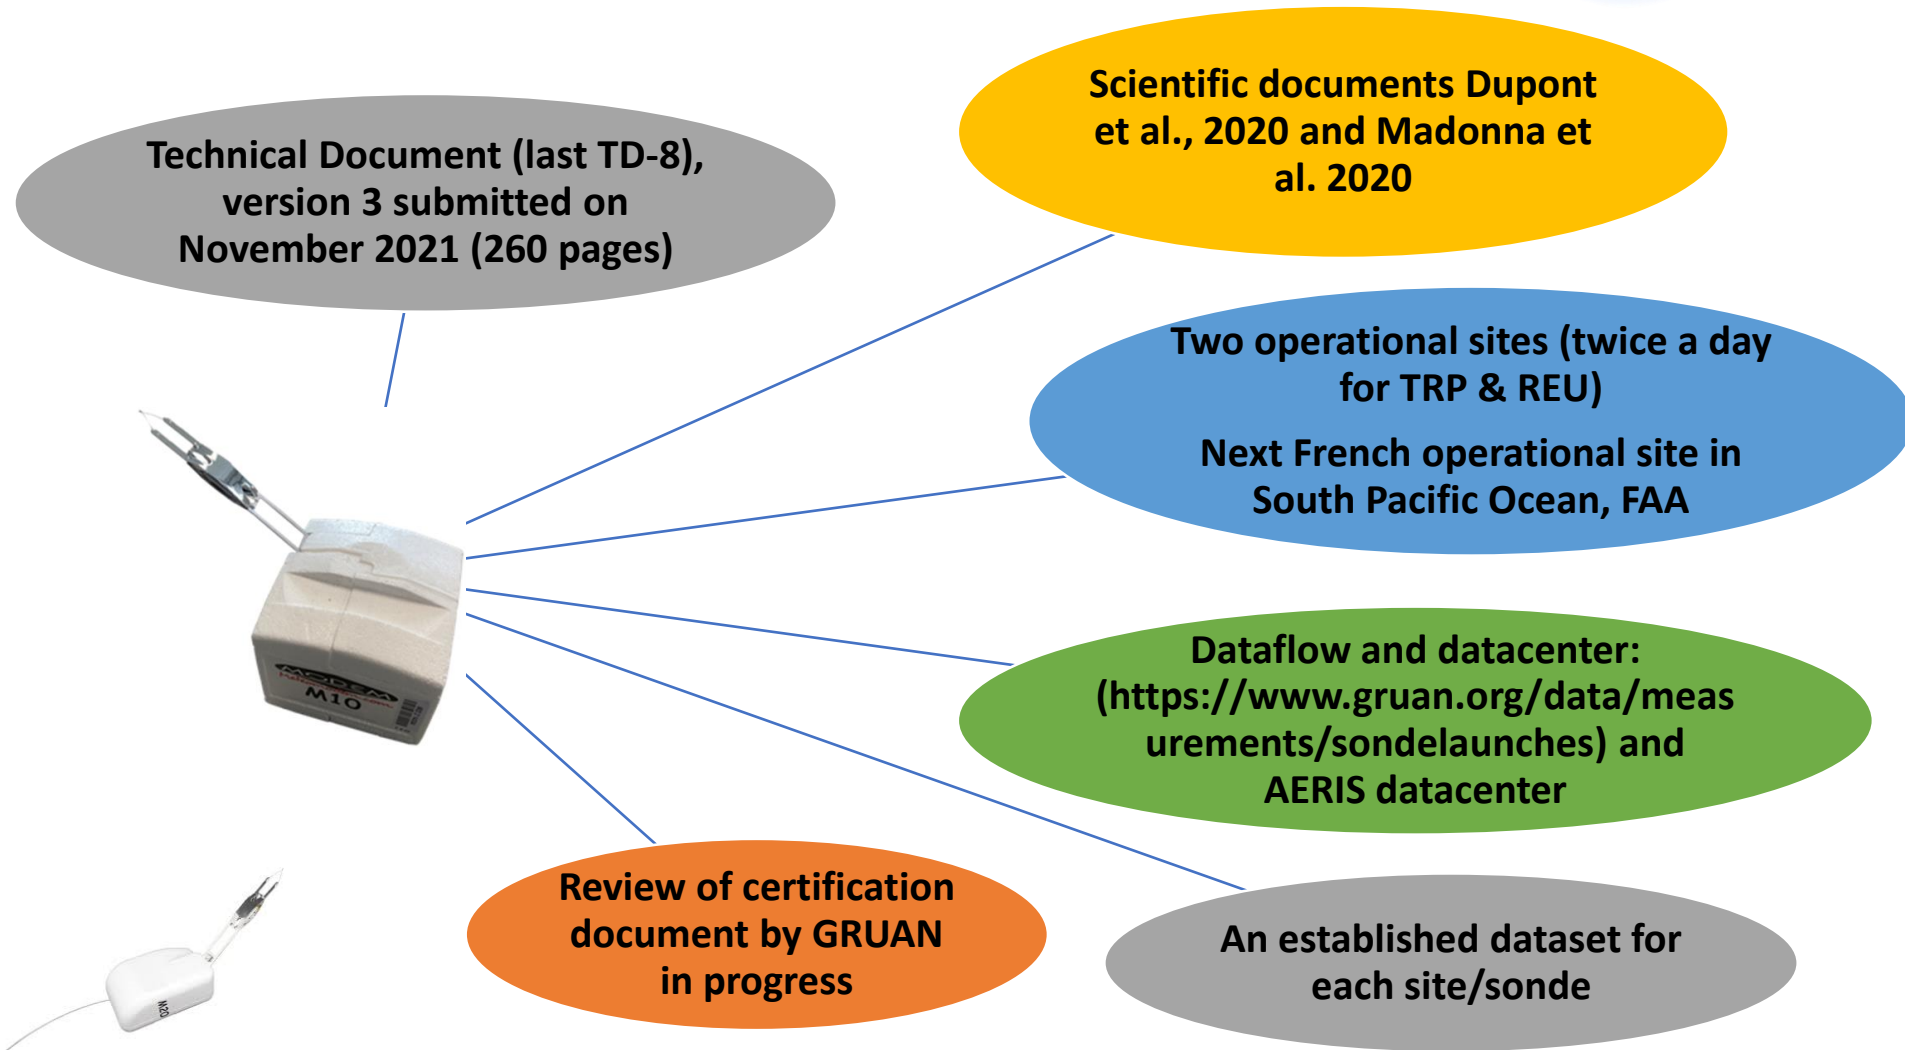 Technical Document (last TD-8),
version 3 submitted on
November 2021 (260 pages)
Scientific documents Dupont
et al., 2020 and Madonna et
al. 2020
Two operational sites (twice a day
for TRP & REU)
Next French operational site in
South Pacific Ocean, FAA
Dataflow and datacenter:
(https://www.gruan.org/data/meas
urements/sondelaunches) and
AERIS datacenter
An established dataset for
each site/sonde
Review of certification
document by GRUAN
in progress
MODEM
M10
M20